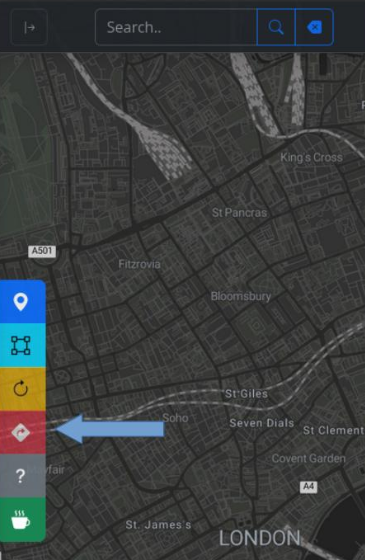 Search..
King's Cross
St Pancras
A501
Fitzrovia
Bloomsbury
St Giles
Soho
Seven Dials
St Clement
?
Mayfair
Covent Garden
A4
St. James's
LONDON